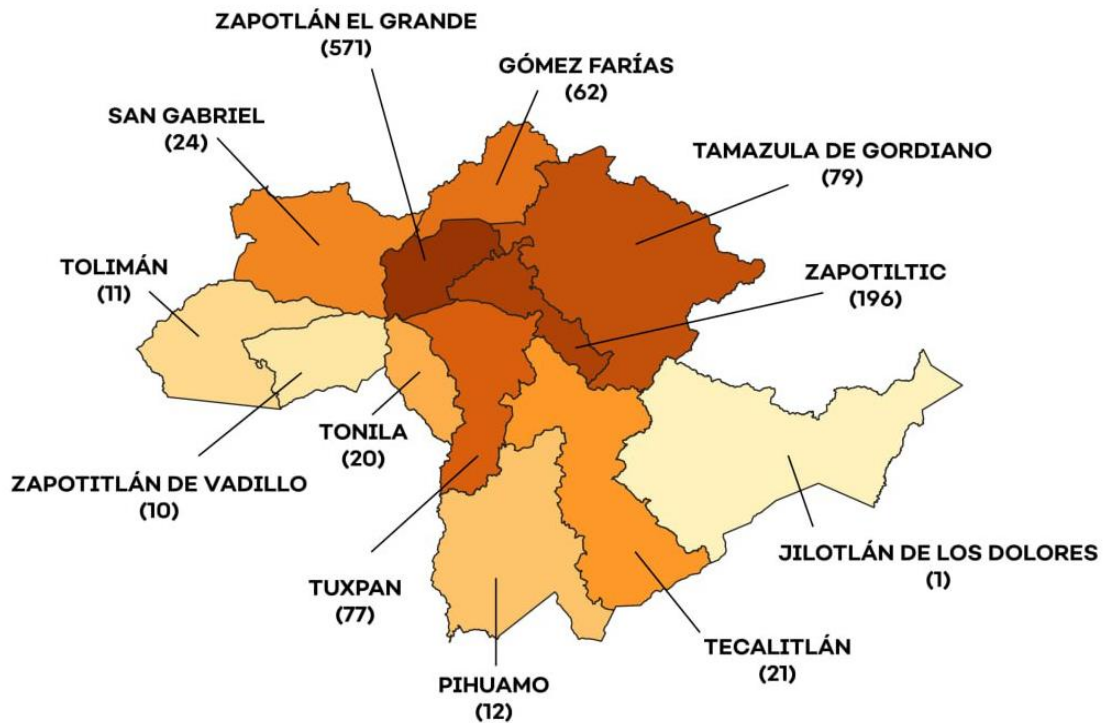 ZAPOTLÁN EL GRANDE
(571)
GÓMEZ FARÍAS
(62)
SAN GABRIEL
(24)
TAMAZULA DE GORDIANO
(79)
TOLIMÁN
(11)
ZAPOTILTIC
(196)
TONILA
(20)
ZAPOTITLÁN DE VADILLO
(10)
JILOTLÁN DE LOS DOLORES
(1)
TUXPAN
(77)
TECALITLÁN
(21)
PIHUAMO
(12)